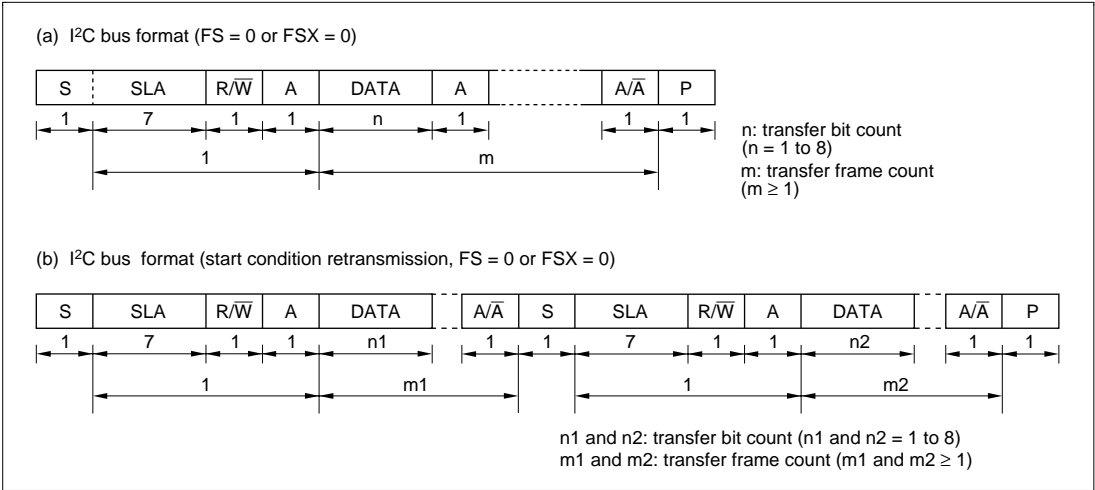 (a) I²C bus format (FS = 0 or FSX = 0)
S SLA R/W̅ A DATA A A/A̅ P
1 7 1 1 n 1 1 1
1 m
n: transfer bit count
(n = 1 to 8)
m: transfer frame count
(m ≥ 1)
(b) I²C bus format (start condition retransmission, FS = 0 or FSX = 0)
S SLA R/W̅ A DATA A/A̅ S SLA R/W̅ A DATA A/A̅ P
1 7 1 1 n1 1 1 7 1 1 n2 1 1
1 m1 1 m2
n1 and n2: transfer bit count (n1 and n2 = 1 to 8)
m1 and m2: transfer frame count (m1 and m2 ≥ 1)